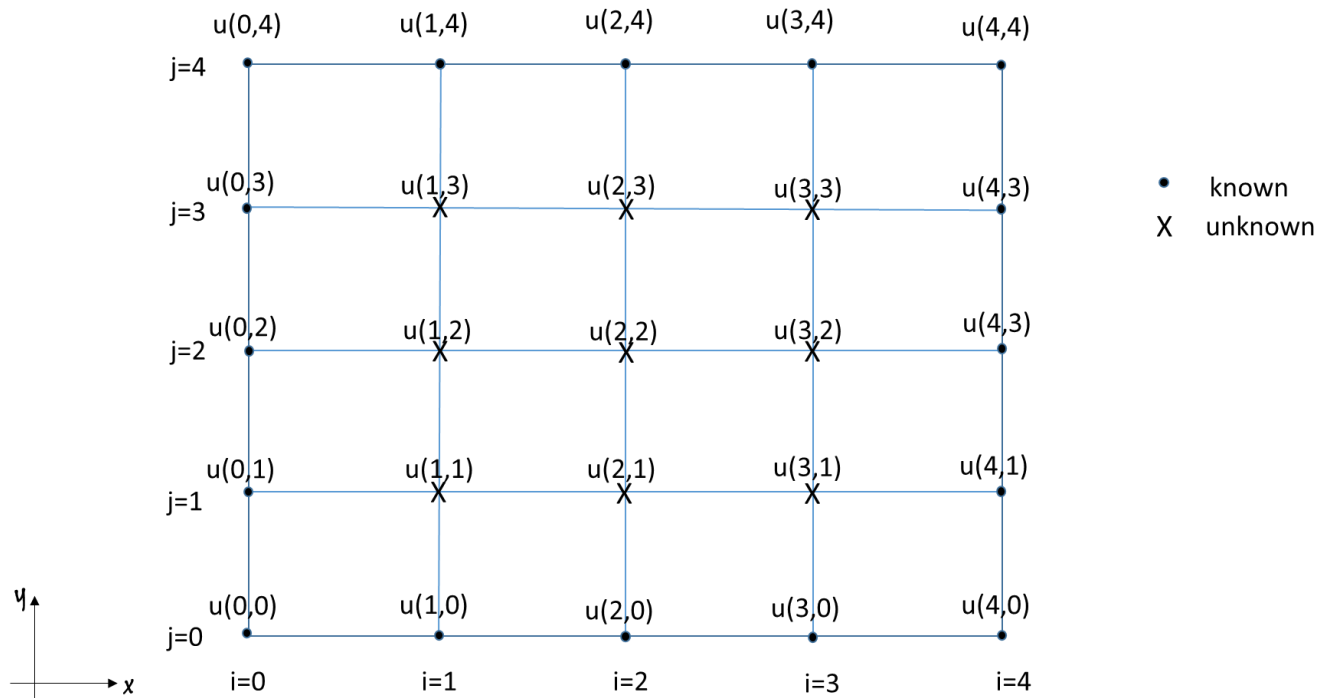 u(0,4) u(1,4) u(2,4) u(3,4) u(4,4)
j=4
u(0,3) u(1,3) u(2,3) u(3,3) u(4,3)
j=3
u(0,2) u(1,2) u(2,2) u(3,2) u(4,3)
j=2
u(0,1) u(1,1) u(2,1) u(3,1) u(4,1)
j=1
u(0,0) u(1,0) u(2,0) u(3,0) u(4,0)
j=0
i=0 i=1 i=2 i=3 i=4
known
X unknown
y
x